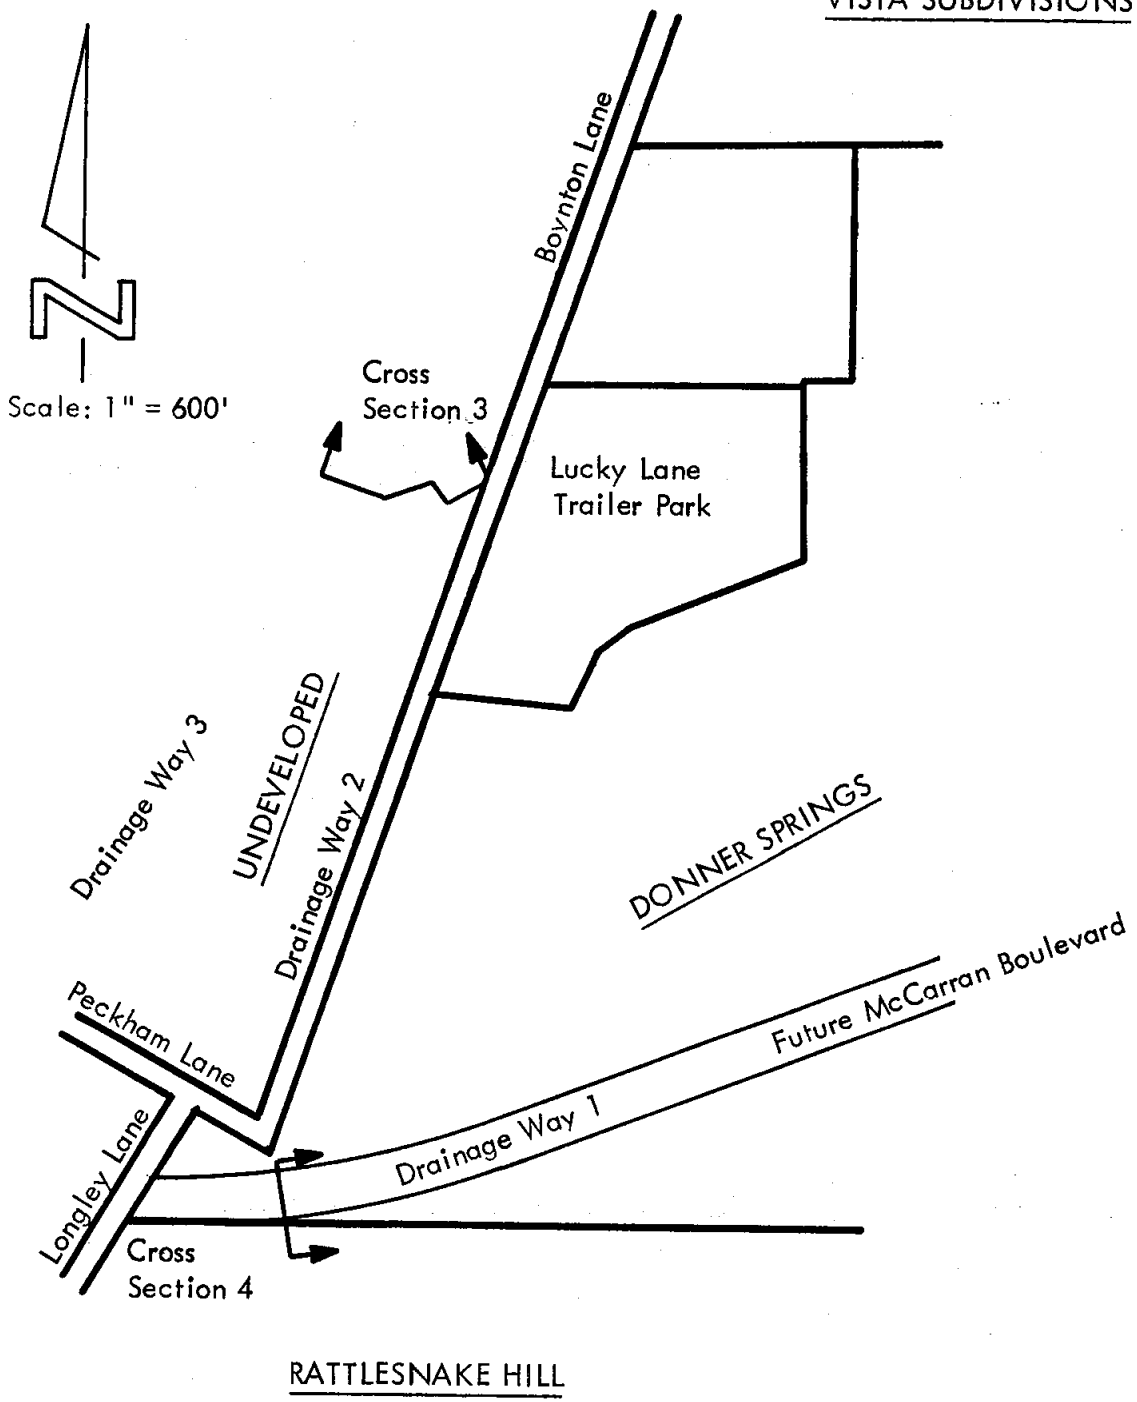 VISTA SUBDIVISIONS
Boynton Lane
N
Scale: 1" = 600'
Cross
Section 3
Lucky Lane
Trailer Park
Drainage Way 3
UNDEVELOPED
Drainage Way 2
DONNER SPRINGS
Future McCarran Boulevard
Peckham Lane
Drainage Way 1
Longley Lane
Cross
Section 4
RATTLESNAKE HILL